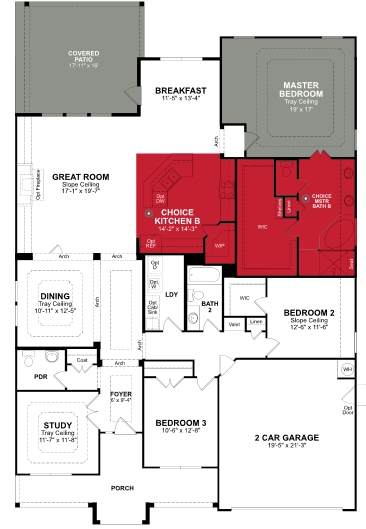 COVERED
PATIO
17'-11" x 16'
BREAKFAST
11'-5" x 13'-4"
MASTER
BEDROOM
Tray Ceiling
19' x 17'
Arch
GREAT ROOM
Slope Ceiling
17'-1" x 19'-7"
Opt Fireplace
Opt
DW
CHOICE
KITCHEN B
14'-2" x 14'-3"
Opt
REF
WIP
WIC
Shelves
Linen
CHOICE
MSTR
BATH B
Seat
Arch
Arch
DINING
Tray Ceiling
10'-11" x 12'-5"
Arch
Opt
D
Opt
W
Opt
Cab/
Sink
LDY
BATH
2
WIC
BEDROOM 2
Slope Ceiling
12'-6" x 11'-6"
Valet
Linen
Arch
Arch
Coat
PDR
FOYER
6' x 9'-4"
WH
Opt
Door
STUDY
Tray Ceiling
11'-7" x 11'-8"
BEDROOM 3
10'-6" x 12'-8"
2 CAR GARAGE
19'-5" x 21'-3"
PORCH